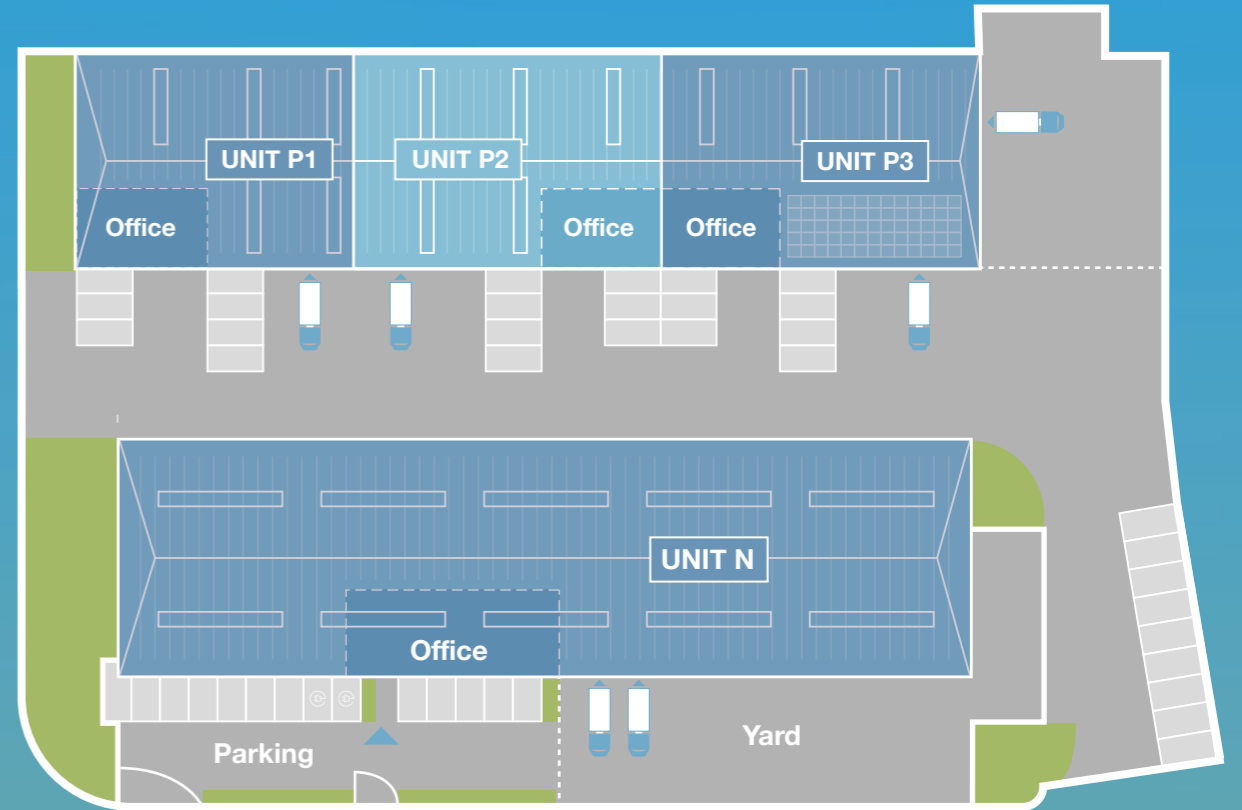 UNIT P1
UNIT P2
UNIT P3
Office
Office
Office
UNIT N
Office
Parking
Yard